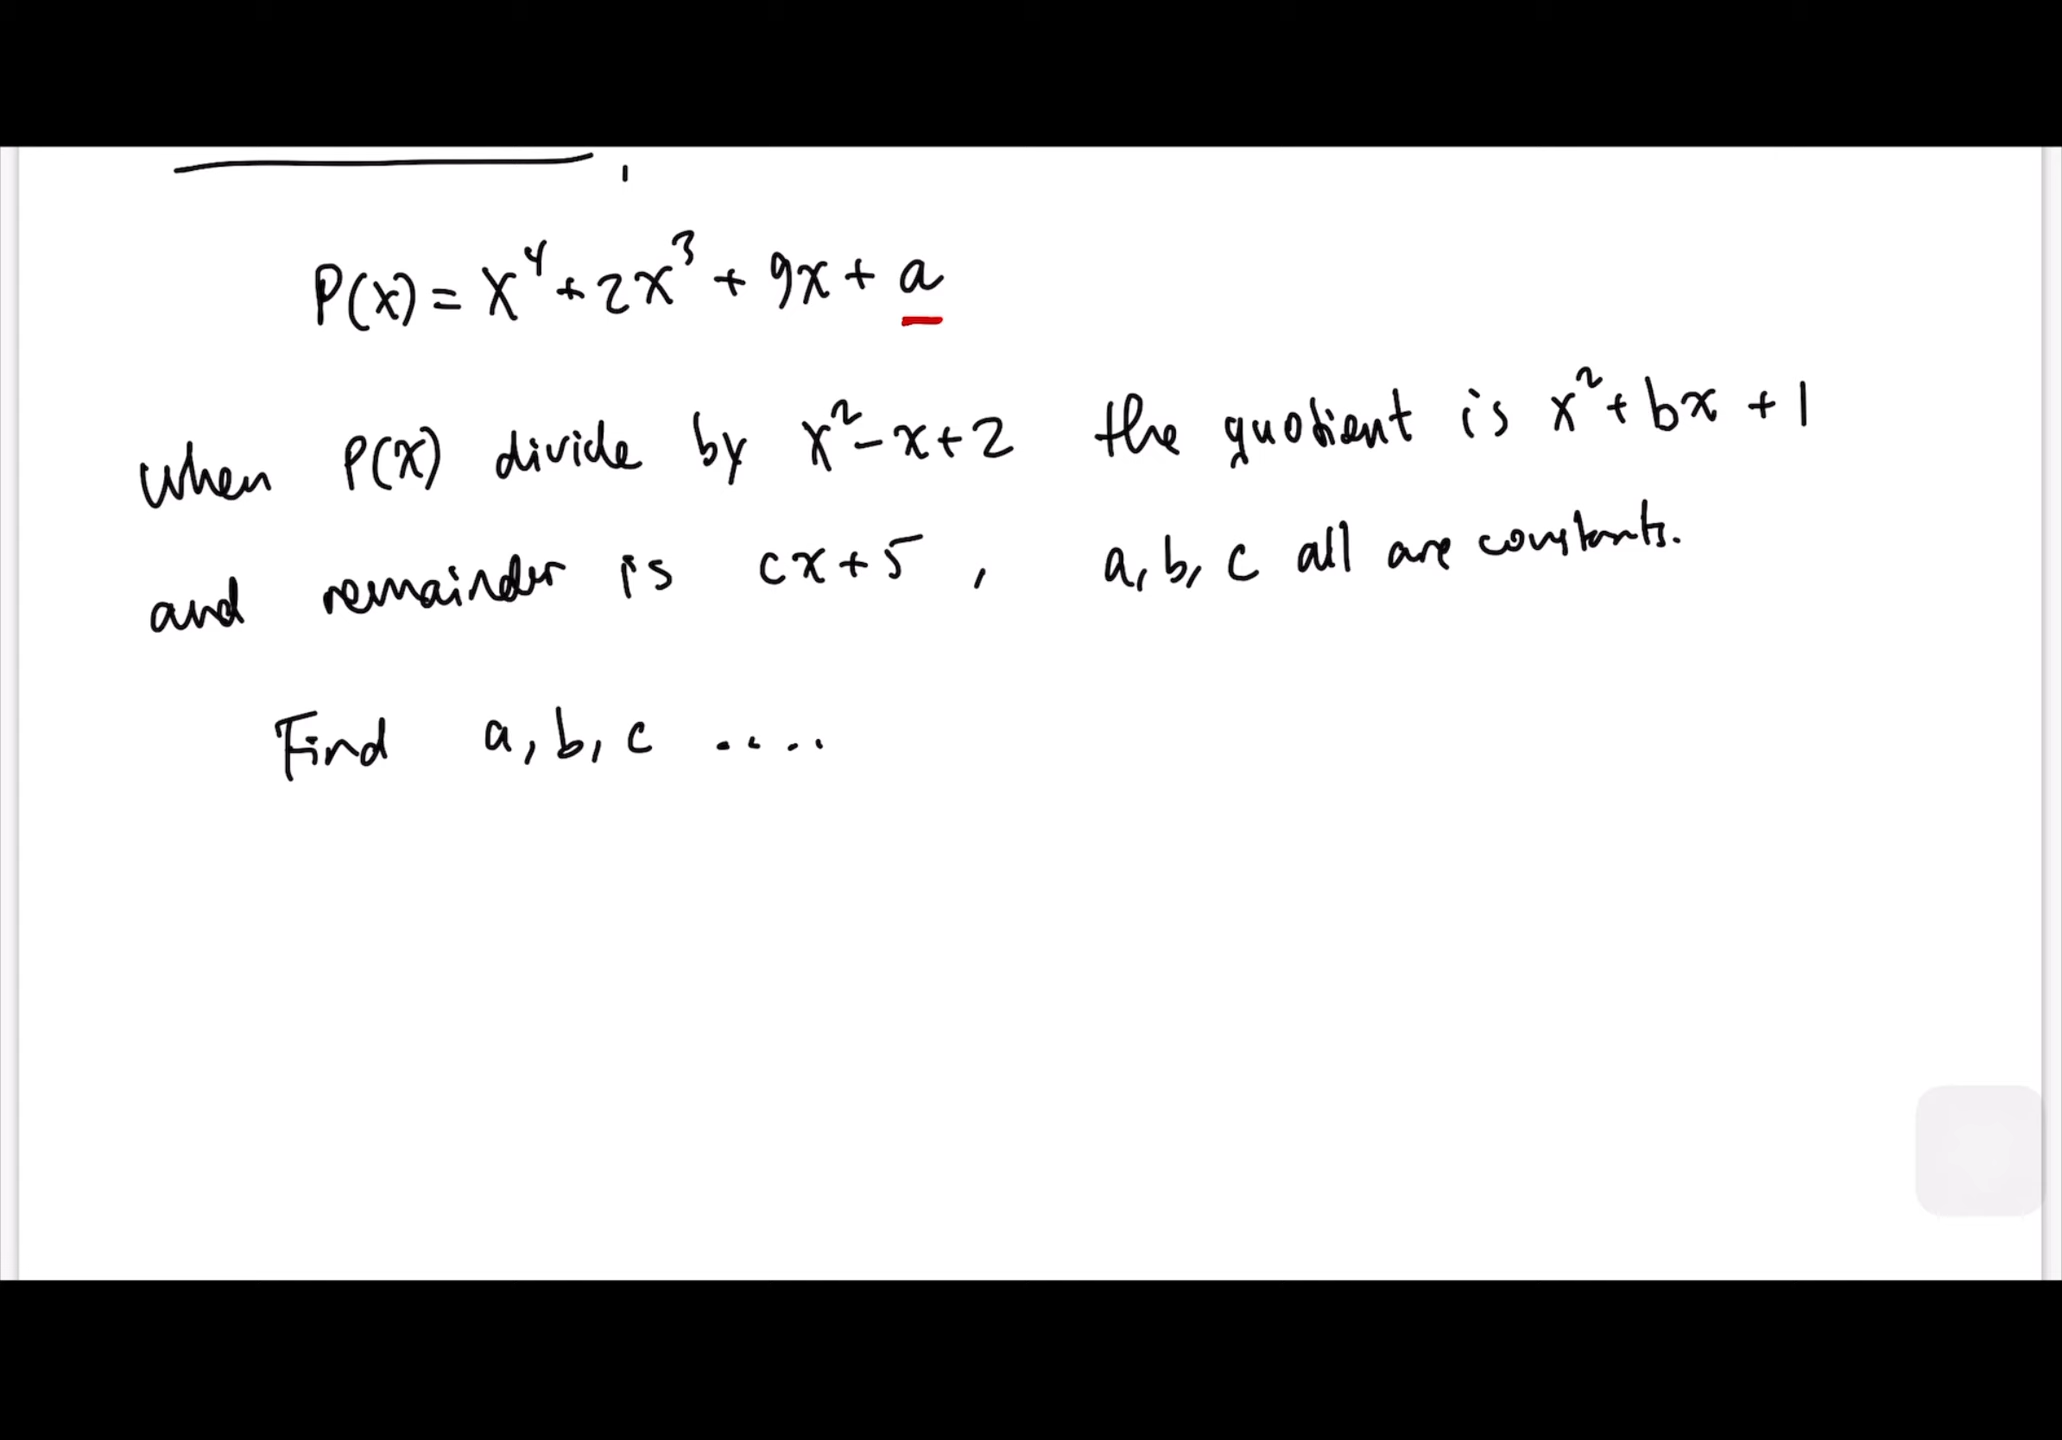 P(x) = x⁴ + 2x³ + 9x + a
when P(x) divide by x² - x + 2 the quotient is x² + bx + 1
and remainder is cx + 5 , a, b, c all are constants.
Find a, b, c ....